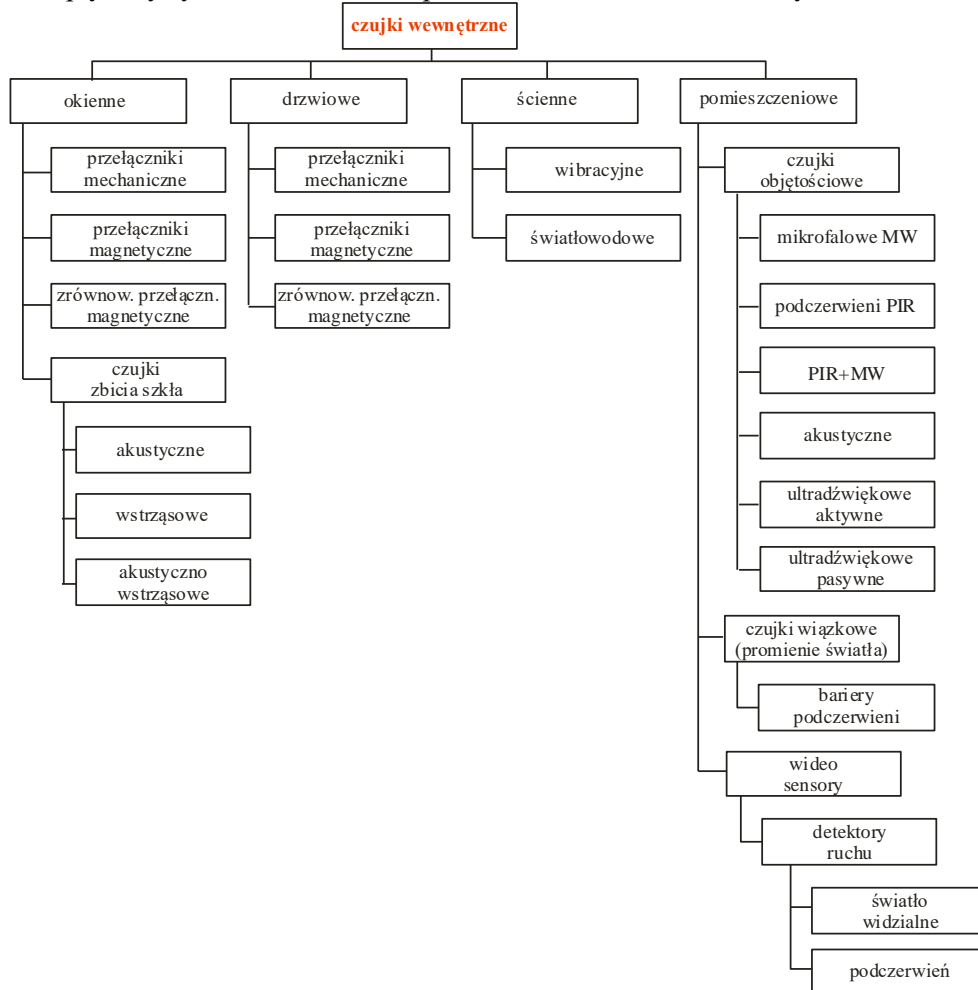 czujki wewnętrzne
okienne
drzwiowe
ścienne
pomieszczeniowe
przełączniki
mechaniczne
przełączniki
magnetyczne
zrównow. przełączn.
magnetyczne
czujki
zbicia szkła
akustyczne
wstrząsowe
akustyczno
wstrząsowe
przełączniki
mechaniczne
przełączniki
magnetyczne
zrównow. przełączn.
magnetyczne
wibracyjne
światłowodowe
czujki
objętościowe
mikrofalowe MW
podczerwieni PIR
PIR+MW
akustyczne
ultradźwiękowe
aktywne
ultradźwiękowe
pasywne
czujki wiązkowe
(promienie światła)
bariery
podczerwieni
wideo
sensory
detektory
ruchu
światło
widzialne
podczerwień